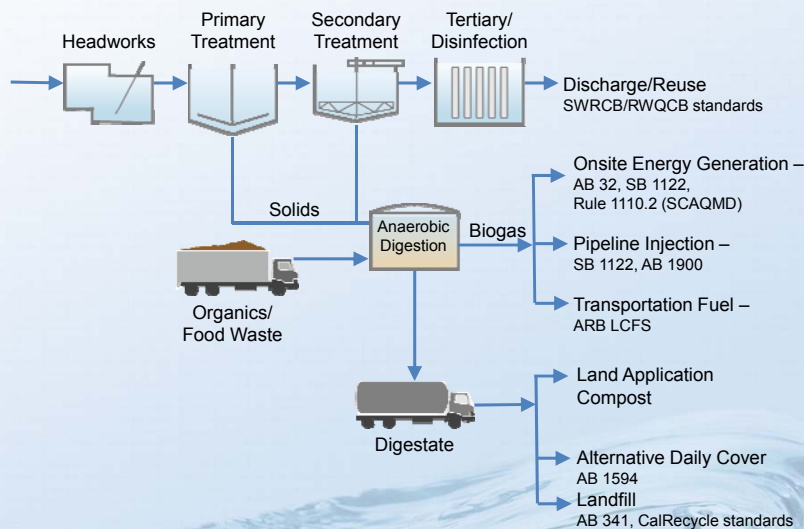 Headworks
Primary
Treatment
Secondary
Treatment
Tertiary/
Disinfection
Discharge/Reuse
SWRCB/RWQCB standards
Solids
Anaerobic
Digestion
Biogas
Onsite Energy Generation –
AB 32, SB 1122,
Rule 1110.2 (SCAQMD)
Pipeline Injection –
SB 1122, AB 1900
Transportation Fuel –
ARB LCFS
Organics/
Food Waste
Digestate
Land Application
Compost
Alternative Daily Cover
AB 1594
Landfill
AB 341, CalRecycle standards